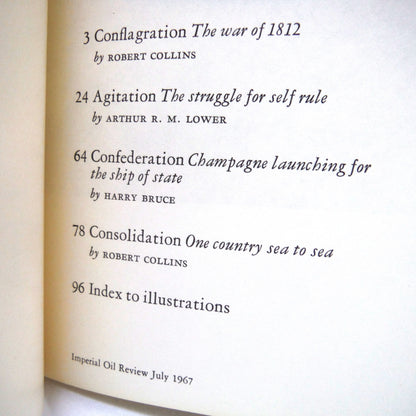 3 Conflagration The war of 1812
by ROBERT COLLINS
24 Agitation The struggle for self rule
by ARTHUR R. M. LOWER
64 Confederation Champagne launching for
the ship of state
by HARRY BRUCE
78 Consolidation One country sea to sea
by ROBERT COLLINS
96 Index to illustrations
Imperial Oil Review July 1967